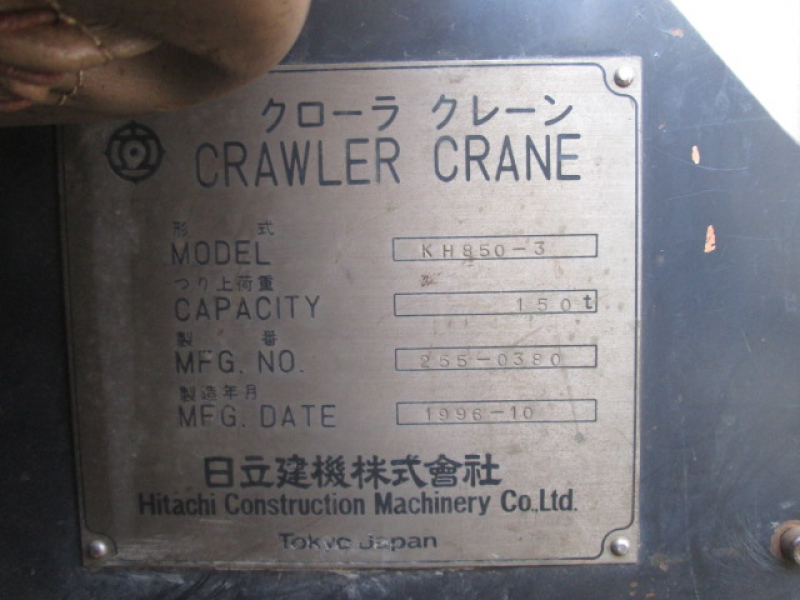 クローラ クレーン
CRAWLER CRANE
形式
MODEL KH850-3
つり上荷重
CAPACITY 150t
製番
MFG. NO. 255-0380
製造年月
MFG. DATE 1996-10
日立建機株式會社
Hitachi Construction Machinery Co.,Ltd.
Tokyo Japan